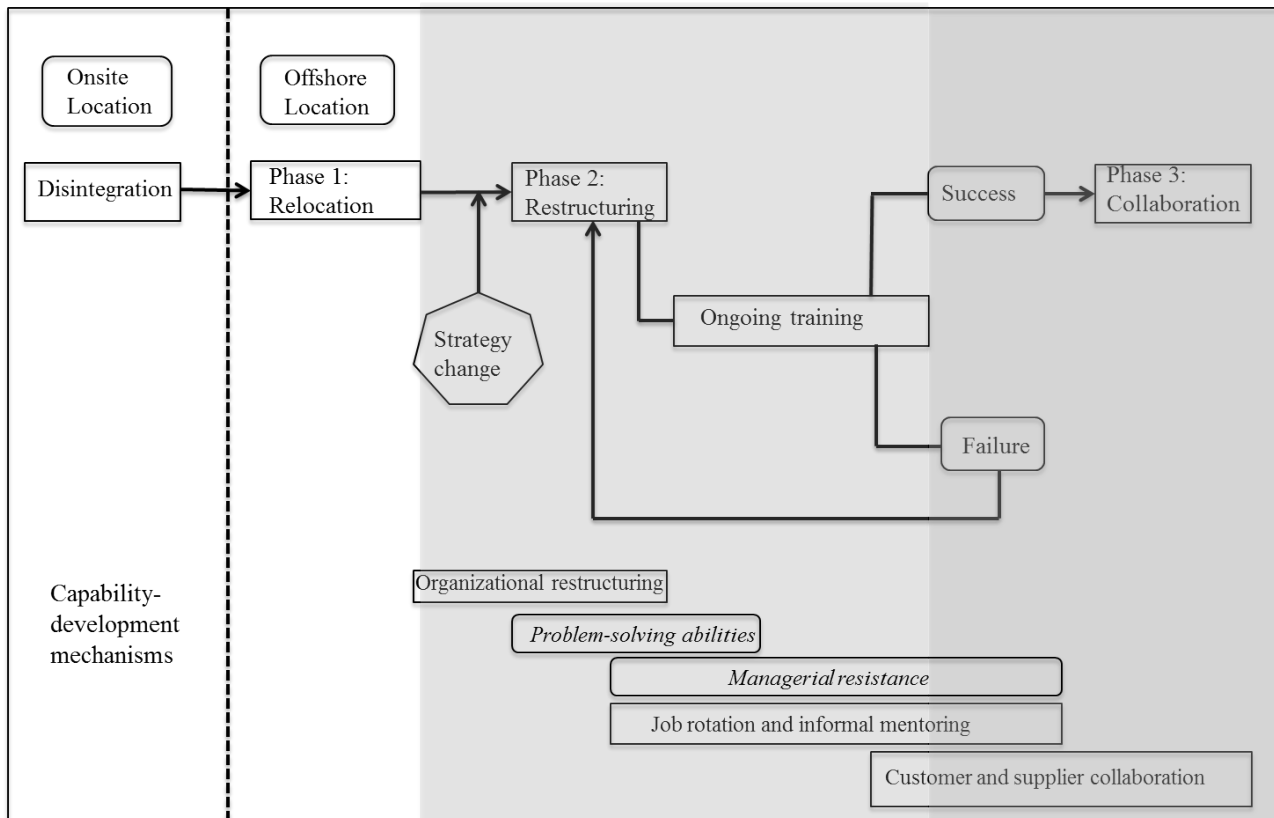 Onsite
Location
Offshore
Location
Disintegration
Phase 1:
Relocation
Phase 2:
Restructuring
Success
Phase 3:
Collaboration
Ongoing training
Strategy
change
Failure
Capability-
development
mechanisms
Organizational restructuring
Problem-solving abilities
Managerial resistance
Job rotation and informal mentoring
Customer and supplier collaboration